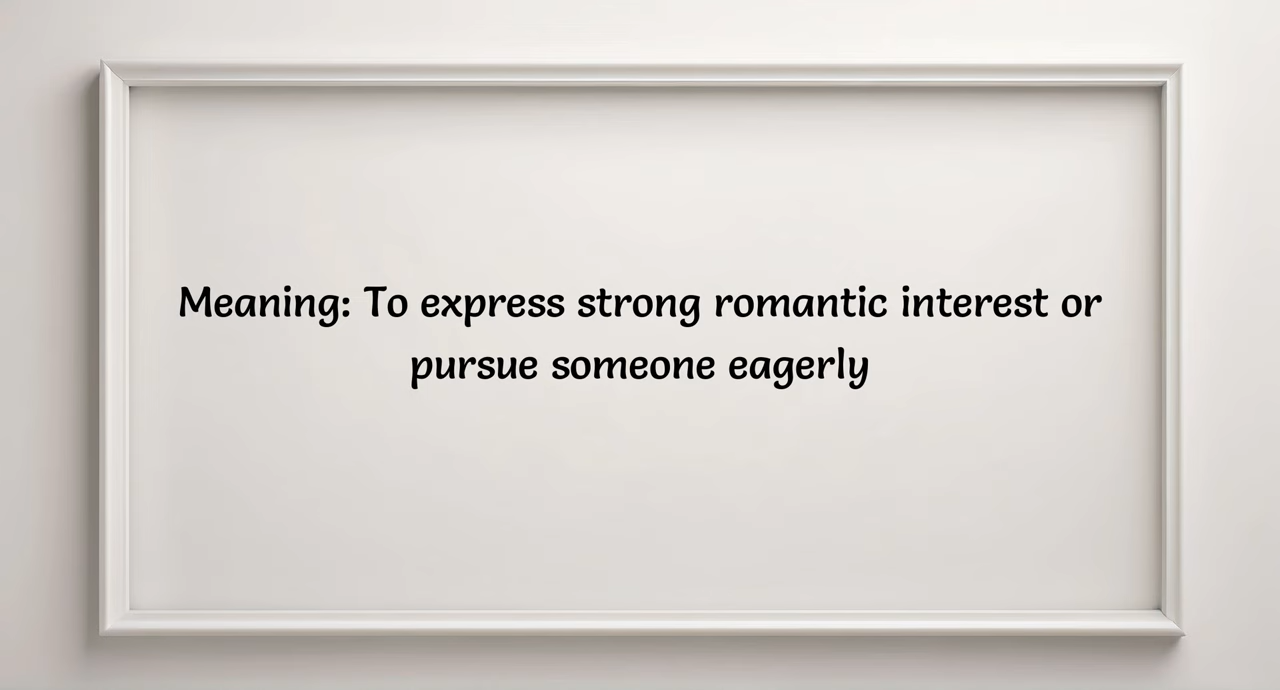 Meaning: To express strong romantic interest or
pursue someone eagerly